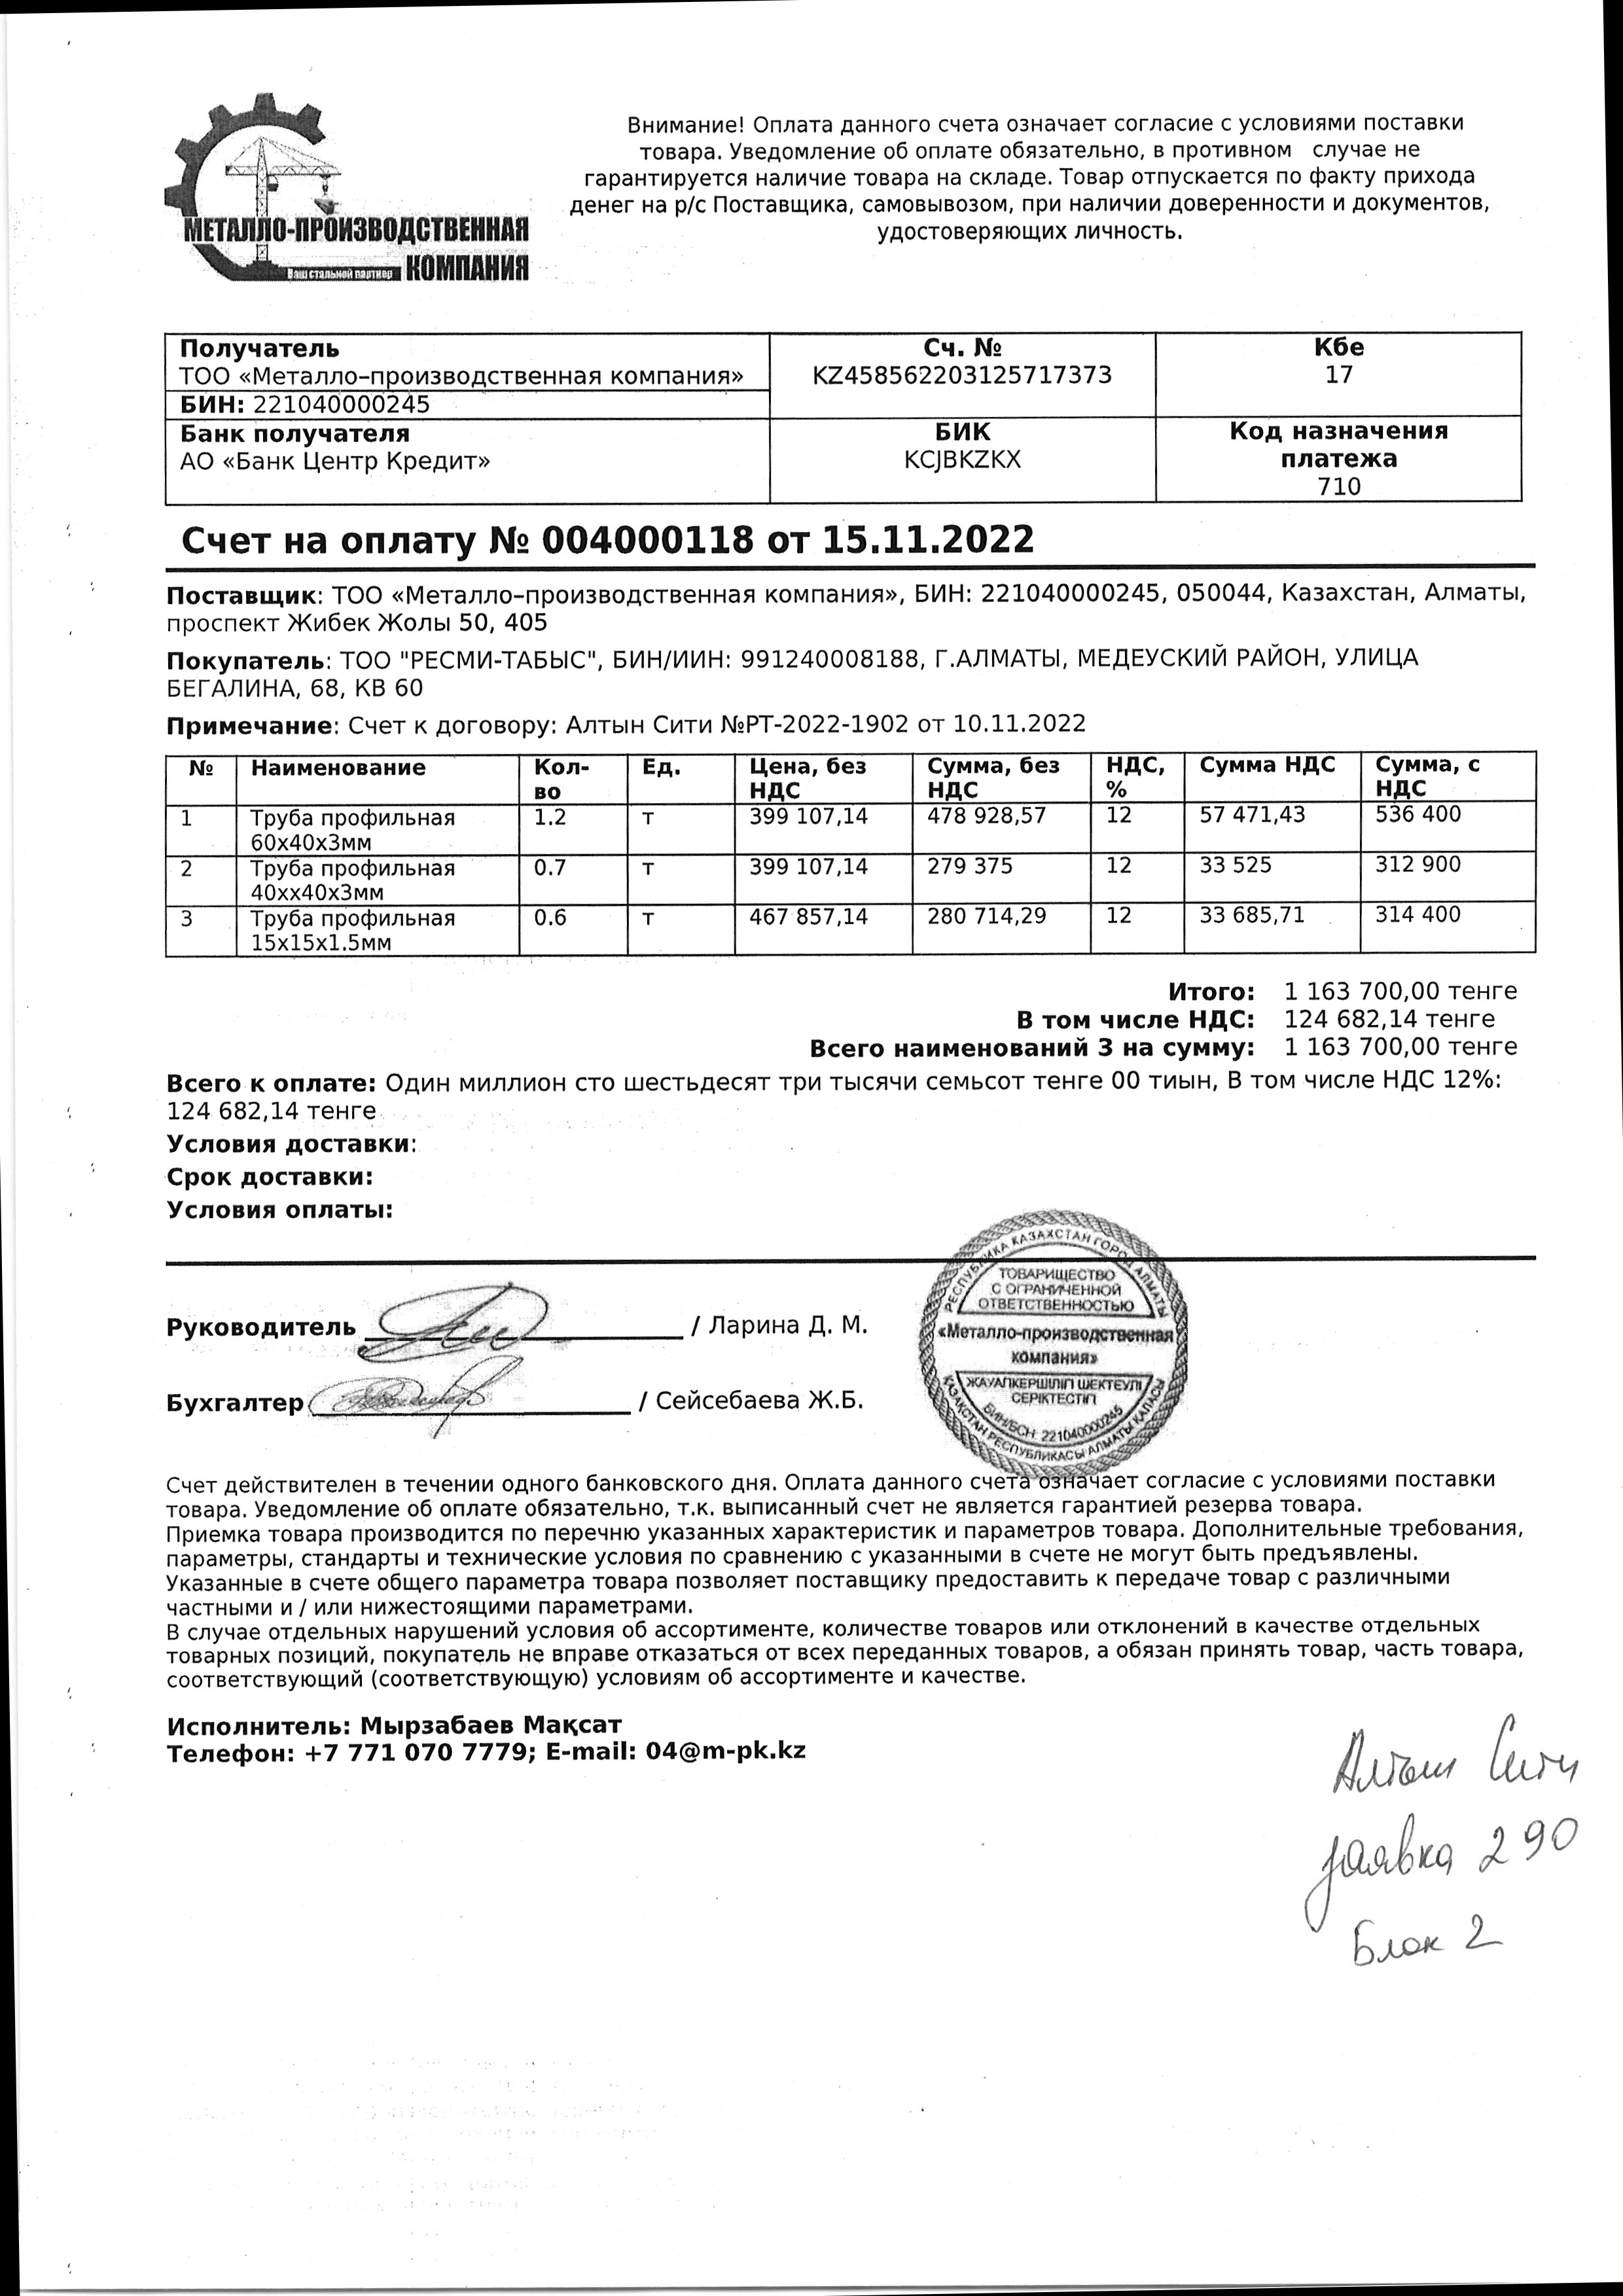 МЕТАЛЛО-ПРОИЗВОДСТВЕННАЯ
Ваш стальной партнер КОМПАНИЯ
Внимание! Оплата данного счета означает согласие с условиями поставки
товара. Уведомление об оплате обязательно, в противном случае не
гарантируется наличие товара на складе. Товар отпускается по факту прихода
денег на р/с Поставщика, самовывозом, при наличии доверенности и документов,
удостоверяющих личность.
Получатель Сч. № Кбе
ТОО «Металло–производственная компания» KZ458562203125717373 17
БИН: 221040000245
Банк получателя БИК Код назначения
АО «Банк Центр Кредит» KCJBKZKX платежа
710
Счет на оплату № 004000118 от 15.11.2022
Поставщик: ТОО «Металло–производственная компания», БИН: 221040000245, 050044, Казахстан, Алматы,
проспект Жибек Жолы 50, 405
Покупатель: ТОО "РЕСМИ-ТАБЫС", БИН/ИИН: 991240008188, Г.АЛМАТЫ, МЕДЕУСКИЙ РАЙОН, УЛИЦА
БЕГАЛИНА, 68, КВ 60
Примечание: Счет к договору: Алтын Сити №РТ-2022-1902 от 10.11.2022
№ Наименование Кол- Ед. Цена, без Сумма, без НДС, Сумма НДС Сумма, с
во НДС НДС % НДС
1 Труба профильная 1.2 т 399 107,14 478 928,57 12 57 471,43 536 400
60х40х3мм
2 Труба профильная 0.7 т 399 107,14 279 375 12 33 525 312 900
40хх40х3мм
3 Труба профильная 0.6 т 467 857,14 280 714,29 12 33 685,71 314 400
15х15х1.5мм
Итого: 1 163 700,00 тенге
В том числе НДС: 124 682,14 тенге
Всего наименований 3 на сумму: 1 163 700,00 тенге
Всего к оплате: Один миллион сто шестьдесят три тысячи семьсот тенге 00 тиын, В том числе НДС 12%:
124 682,14 тенге
Условия доставки:
Срок доставки:
Условия оплаты:
Руководитель / Ларина Д. М.
Бухгалтер / Сейсебаева Ж.Б.
РЕСПУБЛИКА КАЗАХСТАН ГОРОД АЛМАТЫ
ТОВАРИЩЕСТВО
С ОГРАНИЧЕННОЙ
ОТВЕТСТВЕННОСТЬЮ
«Металло-производственная
компания»
ЖАУАПКЕРШІЛІГІ ШЕКТЕУЛІ
СЕРІКТЕСТІГІ
БИН/БСН 221040000245
ҚАЗАҚСТАН РЕСПУБЛИКАСЫ АЛМАТЫ ҚАЛАСЫ
Счет действителен в течении одного банковского дня. Оплата данного счета означает согласие с условиями поставки
товара. Уведомление об оплате обязательно, т.к. выписанный счет не является гарантией резерва товара.
Приемка товара производится по перечню указанных характеристик и параметров товара. Дополнительные требования,
параметры, стандарты и технические условия по сравнению с указанными в счете не могут быть предъявлены.
Указанные в счете общего параметра товара позволяет поставщику предоставить к передаче товар с различными
частными и / или нижестоящими параметрами.
В случае отдельных нарушений условия об ассортименте, количестве товаров или отклонений в качестве отдельных
товарных позиций, покупатель не вправе отказаться от всех переданных товаров, а обязан принять товар, часть товара,
соответствующий (соответствующую) условиям об ассортименте и качестве.
Исполнитель: Мырзабаев Мақсат
Телефон: +7 771 070 7779; E-mail: 04@m-pk.kz
Алтын Сити
заявка 290
Блок 2